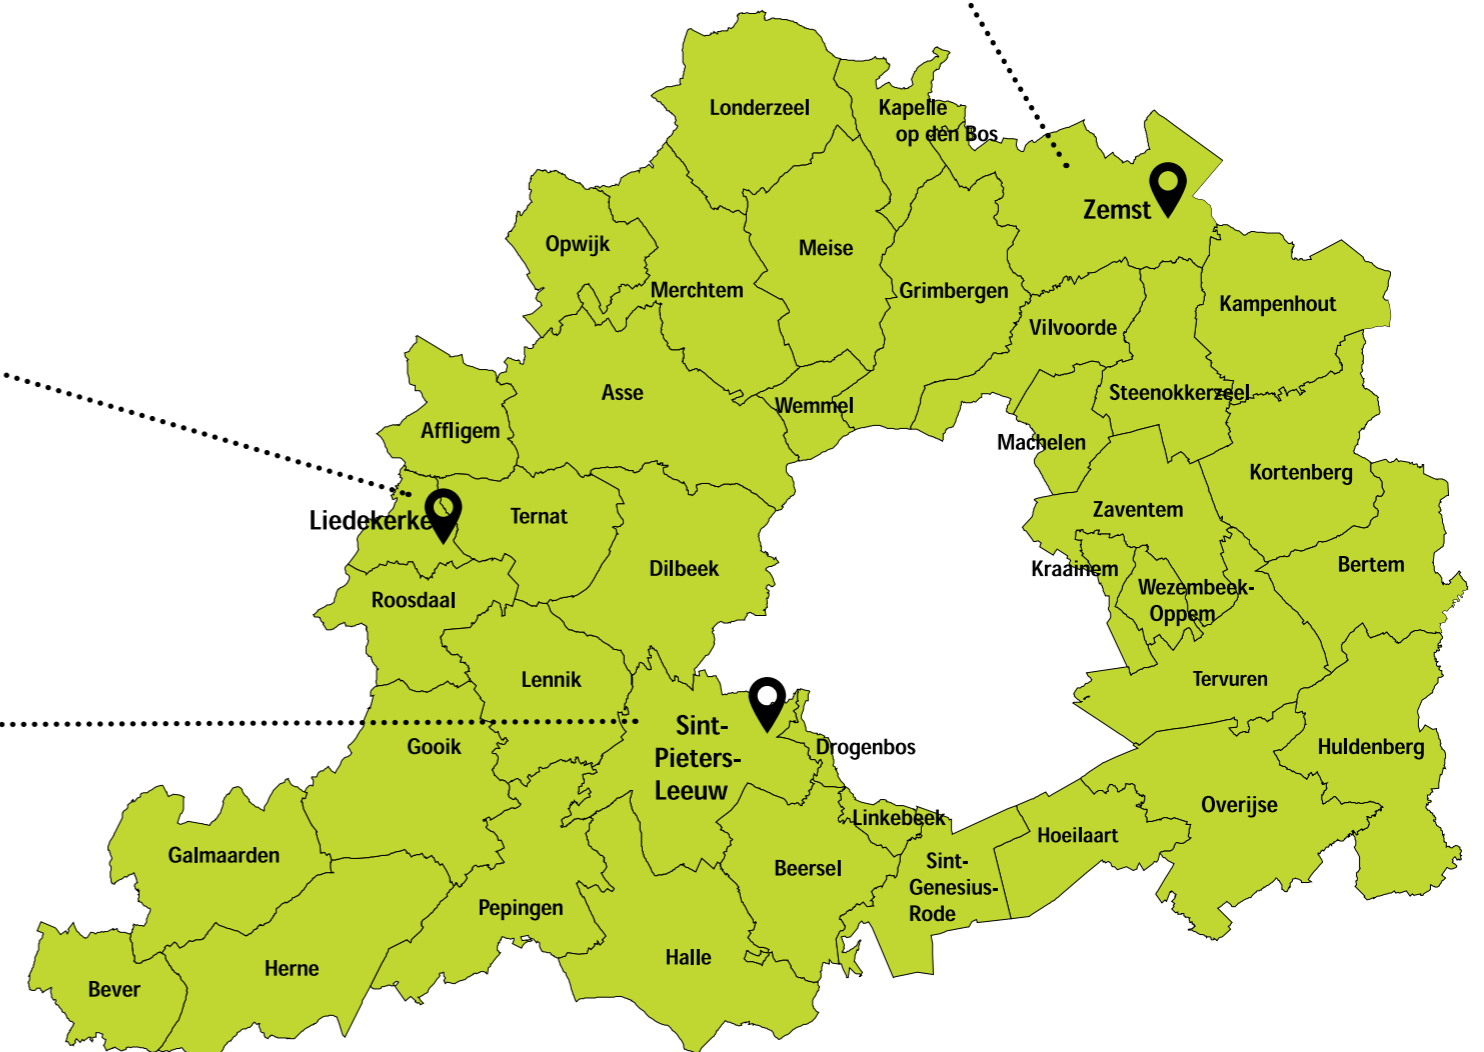 Londerzeel
Kapelle
op den Bos
Zemst
Opwijk
Meise
Merchtem
Grimbergen
Kampenhout
Vilvoorde
Asse
Steenokkerzeel
Wemmel
Affligem
Machelen
Kortenberg
Liedekerke
Ternat
Zaventem
Dilbeek
Kraainem
Bertem
Wezembeek-
Oppem
Roosdaal
Lennik
Tervuren
Sint-
Pieters-
Leeuw
Gooik
Drogenbos
Huldenberg
Overijse
Linkebeek
Hoeilaart
Galmaarden
Beersel
Sint-
Genesius-
Rode
Pepingen
Halle
Herne
Bever